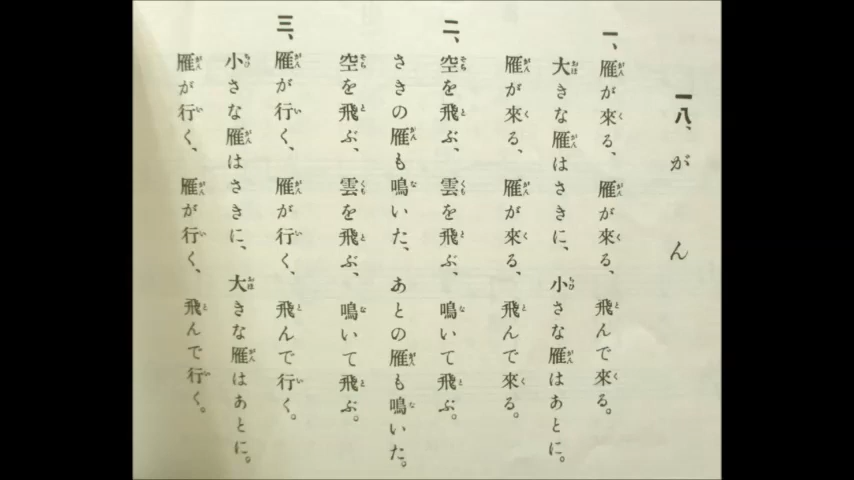 一八、がん
一、雁が來る、雁が來る、飛んで來る。
大きな雁はさきに、小さな雁はあとに。
雁が來る、雁が來る、飛んで來る。
二、空を飛ぶ、雲を飛ぶ、鳴いて飛ぶ。
さきの雁も鳴いた、あとの雁も鳴いた。
空を飛ぶ、雲を飛ぶ、鳴いて飛ぶ。
三、雁が行く、雁が行く、飛んで行く。
小さな雁はさきに、大きな雁はあとに。
雁が行く、雁が行く、飛んで行く。